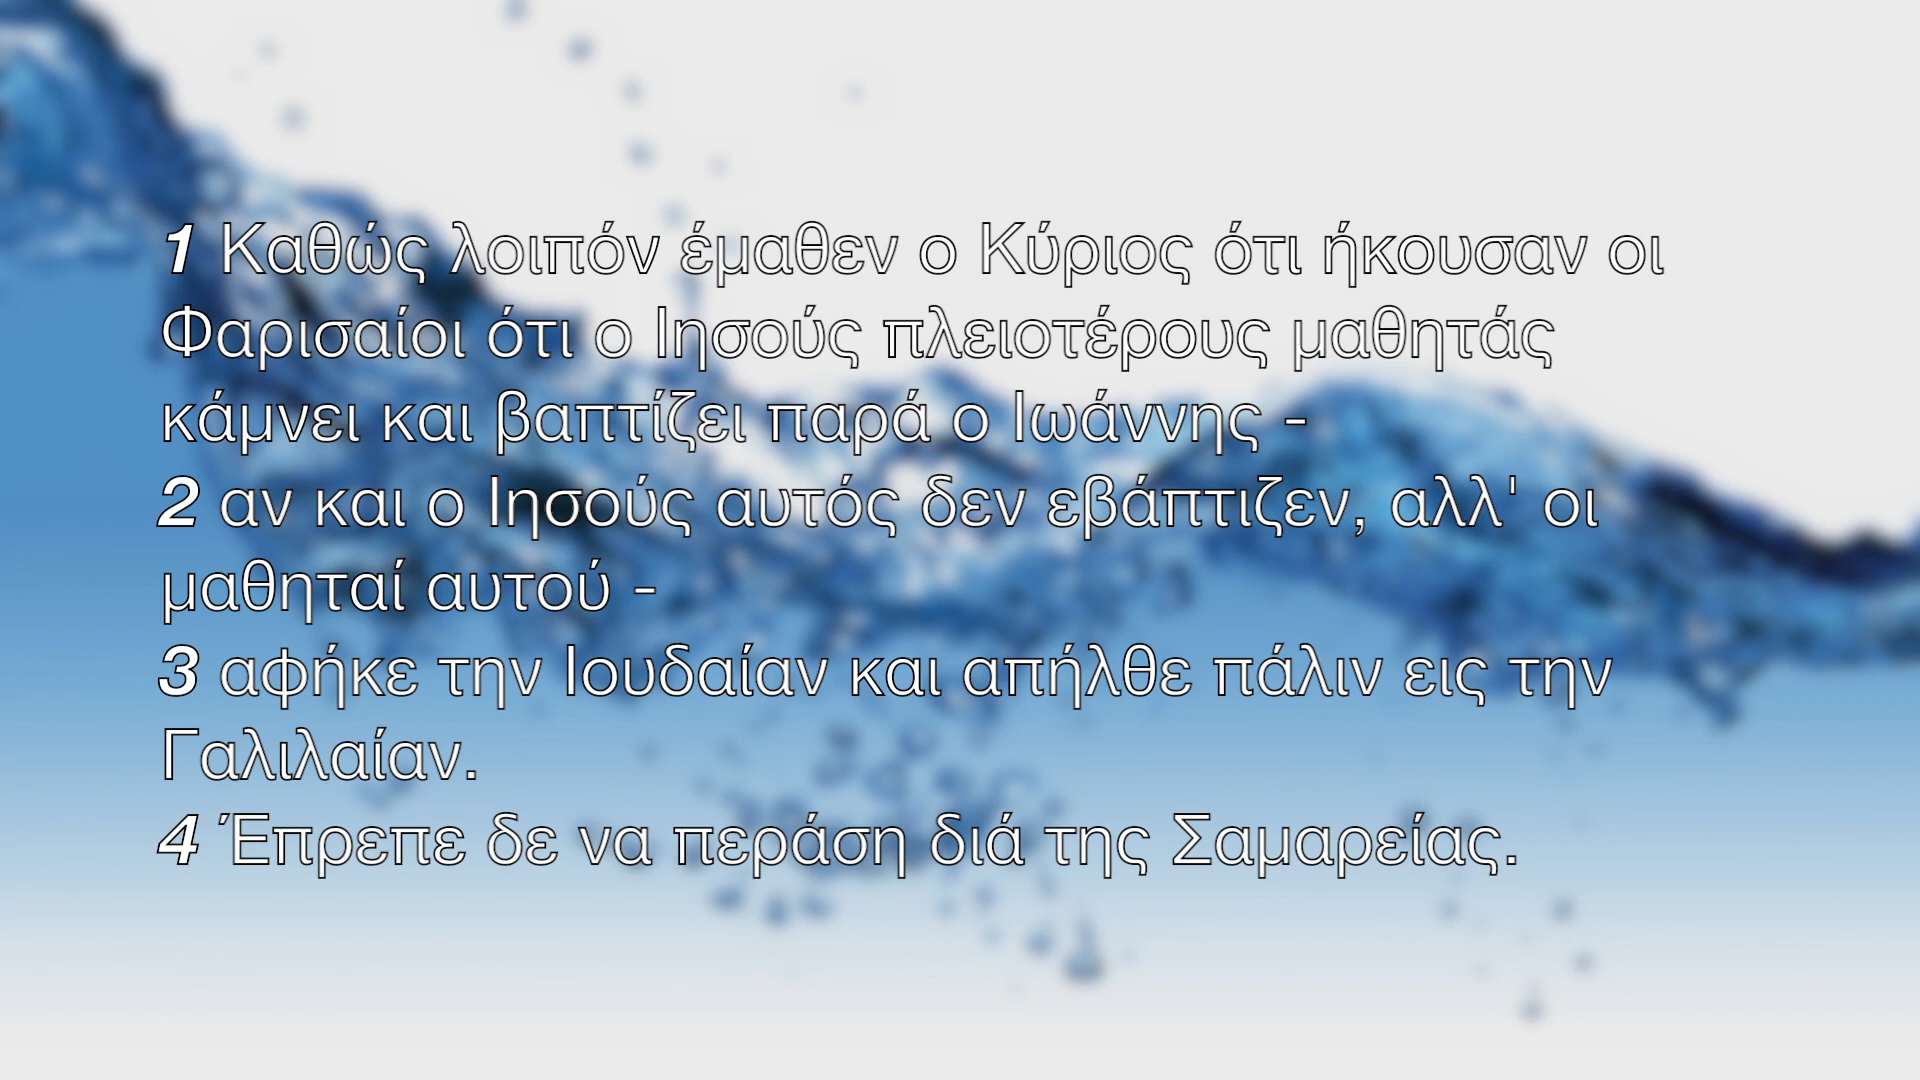 1 Καθώς λοιπόν έμαθεν ο Κύριος ότι ήκουσαν οι
Φαρισαίοι ότι ο Ιησούς πλειοτέρους μαθητάς
κάμνει και βαπτίζει παρά ο Ιωάννης -
2 αν και ο Ιησούς αυτός δεν εβάπτιζεν, αλλ' οι
μαθηταί αυτού -
3 αφήκε την Ιουδαίαν και απήλθε πάλιν εις την
Γαλιλαίαν.
4 Έπρεπε δε να περάση διά της Σαμαρείας.